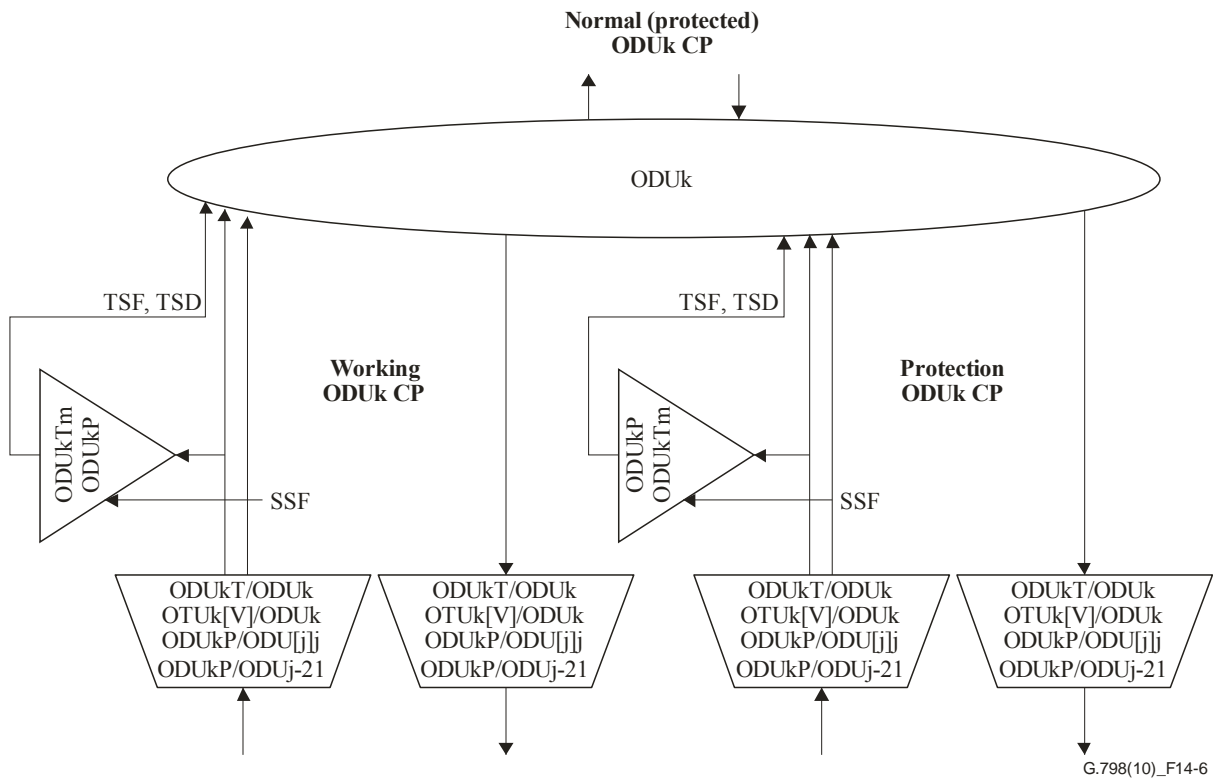 Normal (protected)
ODUk CP
ODUk
TSF, TSD
TSF, TSD
Working
ODUk CP
Protection
ODUk CP
ODUkTm
ODUkP
ODUkP
ODUkTm
SSF
SSF
ODUkT/ODUk
OTUk[V]/ODUk
ODUkP/ODU[j]j
ODUkP/ODUj-21
ODUkT/ODUk
OTUk[V]/ODUk
ODUkP/ODU[j]j
ODUkP/ODUj-21
ODUkT/ODUk
OTUk[V]/ODUk
ODUkP/ODU[j]j
ODUkP/ODUj-21
ODUkT/ODUk
OTUk[V]/ODUk
ODUkP/ODU[j]j
ODUkP/ODUj-21
G.798(10)_F14-6